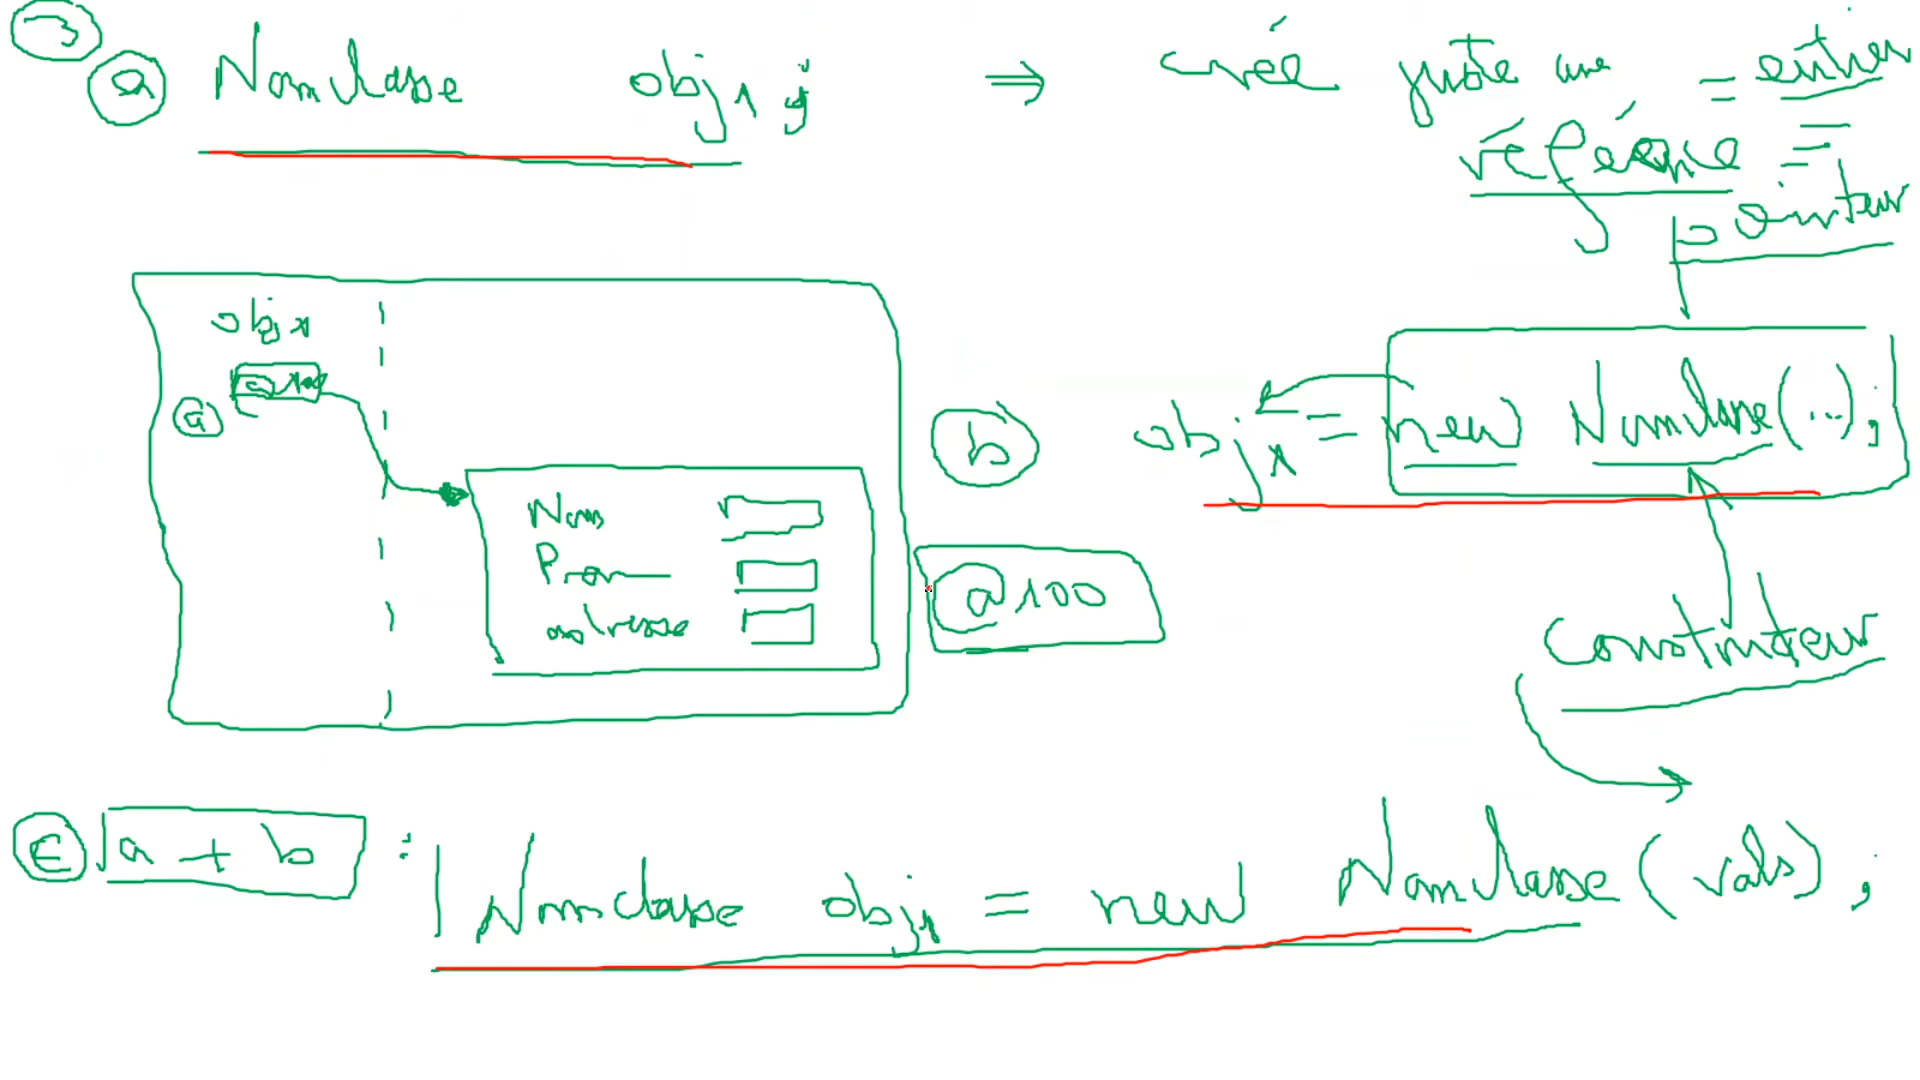 3
a NomClasse obj1; ⇒ crée juste une = entier
référence =
pointeur
obj1
@100
a
b obj1 = new NomClasse(...);
Nom
Prenom
adresse
@100
constructeur
c a + b : NomClasse obj1 = new NomClasse(vals);